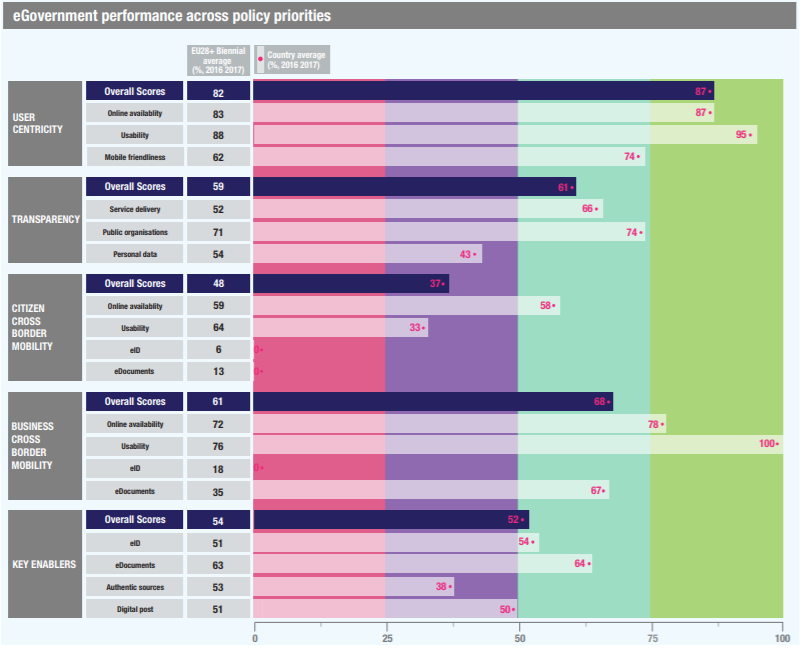 eGovernment performance across policy priorities
EU28+ Biennial
average
(%, 2016 2017)
Country average
(%, 2016 2017)
USER
CENTRICITY
Overall Scores 82 87
Online availablity 83 87
Usability 88 95
Mobile friendliness 62 74
TRANSPARENCY
Overall Scores 59 61
Service delivery 52 66
Public organisations 71 74
Personal data 54 43
CITIZEN
CROSS
BORDER
MOBILITY
Overall Scores 48 37
Online availablity 59 58
Usability 64 33
eID 6 0
eDocuments 13 0
BUSINESS
CROSS
BORDER
MOBILITY
Overall Scores 61 68
Online availability 72 78
Usability 76 100
eID 18 0
eDocuments 35 67
KEY ENABLERS
Overall Scores 54 52
eID 51 54
eDocuments 63 64
Authentic sources 53 38
Digital post 51 50
0 25 50 75 100